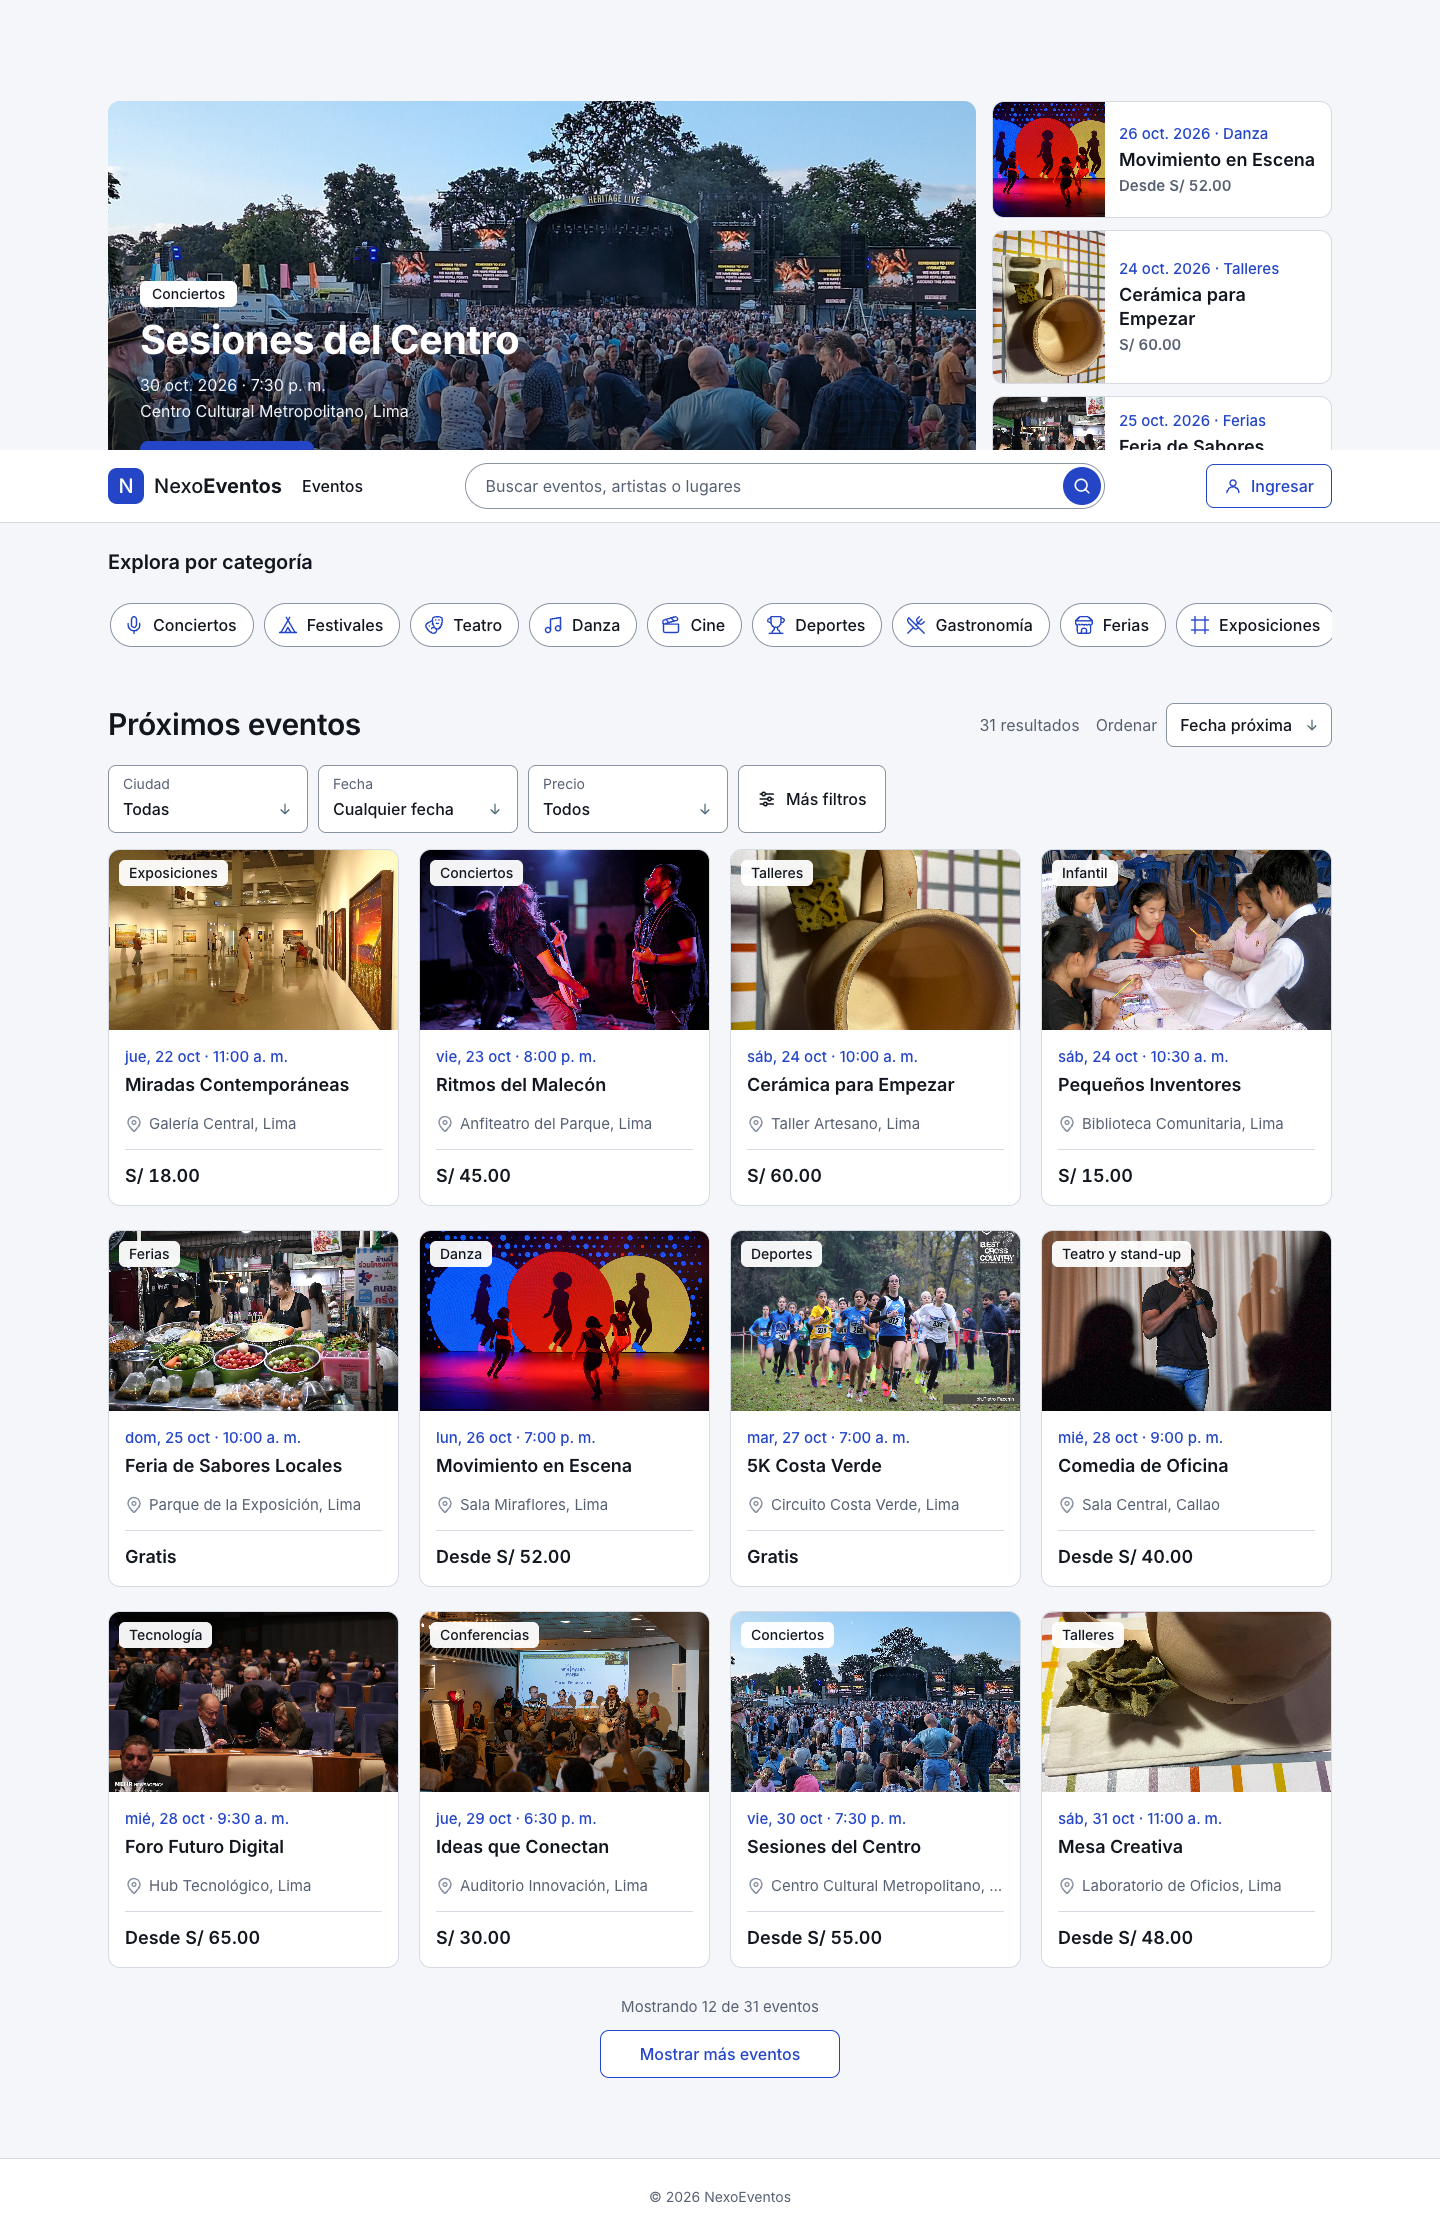 HERITAGE LIVE
Conciertos
Sesiones del Centro
30 oct. 2026 · 7:30 p. m.
Centro Cultural Metropolitano, Lima
26 oct. 2026 · Danza
Movimiento en Escena
Desde S/ 52.00
24 oct. 2026 · Talleres
Cerámica para
Empezar
S/ 60.00
25 oct. 2026 · Ferias
Feria de Sabores
N
NexoEventos
Eventos
Buscar eventos, artistas o lugares
Ingresar
Explora por categoría
Conciertos
Festivales
Teatro
Danza
Cine
Deportes
Gastronomía
Ferias
Exposiciones
Próximos eventos
31 resultados
Ordenar
Fecha próxima
Ciudad
Todas
Fecha
Cualquier fecha
Precio
Todos
Más filtros
Exposiciones
jue, 22 oct · 11:00 a. m.
Miradas Contemporáneas
Galería Central, Lima
S/ 18.00
Conciertos
vie, 23 oct · 8:00 p. m.
Ritmos del Malecón
Anfiteatro del Parque, Lima
S/ 45.00
Talleres
sáb, 24 oct · 10:00 a. m.
Cerámica para Empezar
Taller Artesano, Lima
S/ 60.00
Infantil
sáb, 24 oct · 10:30 a. m.
Pequeños Inventores
Biblioteca Comunitaria, Lima
S/ 15.00
Ferias
dom, 25 oct · 10:00 a. m.
Feria de Sabores Locales
Parque de la Exposición, Lima
Gratis
Danza
lun, 26 oct · 7:00 p. m.
Movimiento en Escena
Sala Miraflores, Lima
Desde S/ 52.00
Deportes
CROSS
COUNTRY
mar, 27 oct · 7:00 a. m.
5K Costa Verde
Circuito Costa Verde, Lima
Gratis
Teatro y stand-up
mié, 28 oct · 9:00 p. m.
Comedia de Oficina
Sala Central, Callao
Desde S/ 40.00
Tecnología
mié, 28 oct · 9:30 a. m.
Foro Futuro Digital
Hub Tecnológico, Lima
Desde S/ 65.00
Conferencias
jue, 29 oct · 6:30 p. m.
Ideas que Conectan
Auditorio Innovación, Lima
S/ 30.00
Conciertos
vie, 30 oct · 7:30 p. m.
Sesiones del Centro
Centro Cultural Metropolitano, ...
Desde S/ 55.00
Talleres
sáb, 31 oct · 11:00 a. m.
Mesa Creativa
Laboratorio de Oficios, Lima
Desde S/ 48.00
Mostrando 12 de 31 eventos
Mostrar más eventos
© 2026 NexoEventos